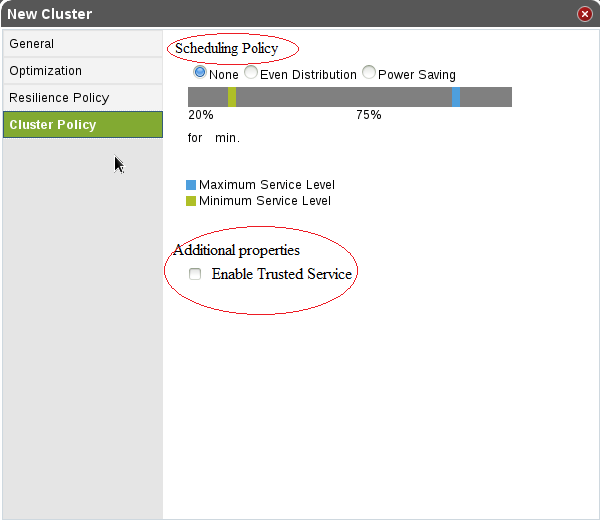 New Cluster
General
Optimization
Resilience Policy
Cluster Policy
Scheduling Policy
None Even Distribution Power Saving
20% 75%
for min.
Maximum Service Level
Minimum Service Level
Additional properties
Enable Trusted Service